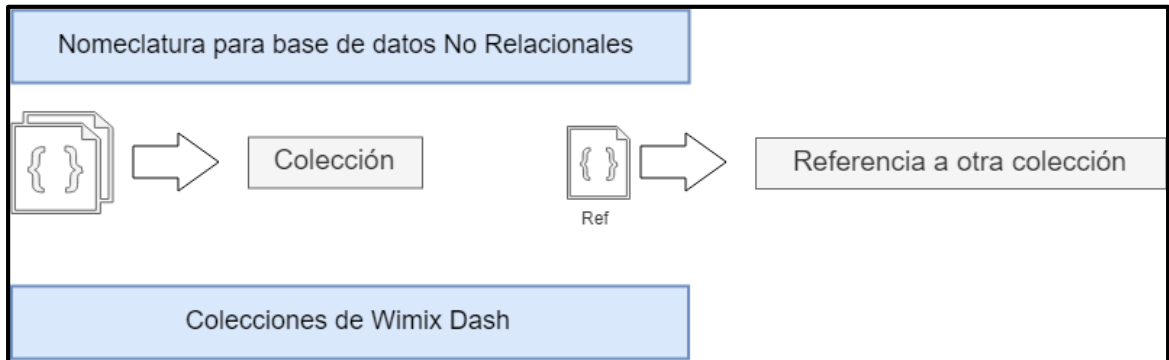 Nomeclatura para base de datos No Relacionales
{ }
Colección
{ }
Referencia a otra colección
Ref
Colecciones de Wimix Dash